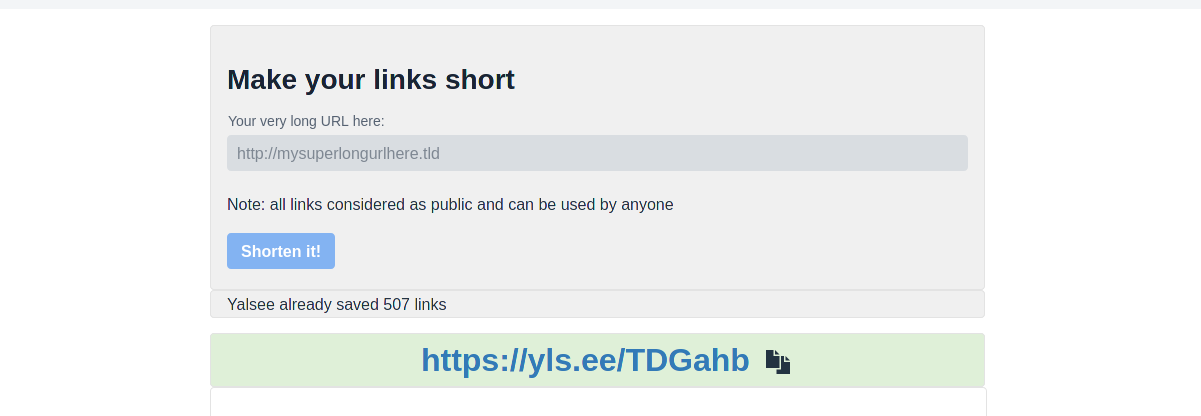 Make your links short
Your very long URL here:
http://mysuperlongurlhere.tld
Note: all links considered as public and can be used by anyone
Shorten it!
Yalsee already saved 507 links
https://yls.ee/TDGahb